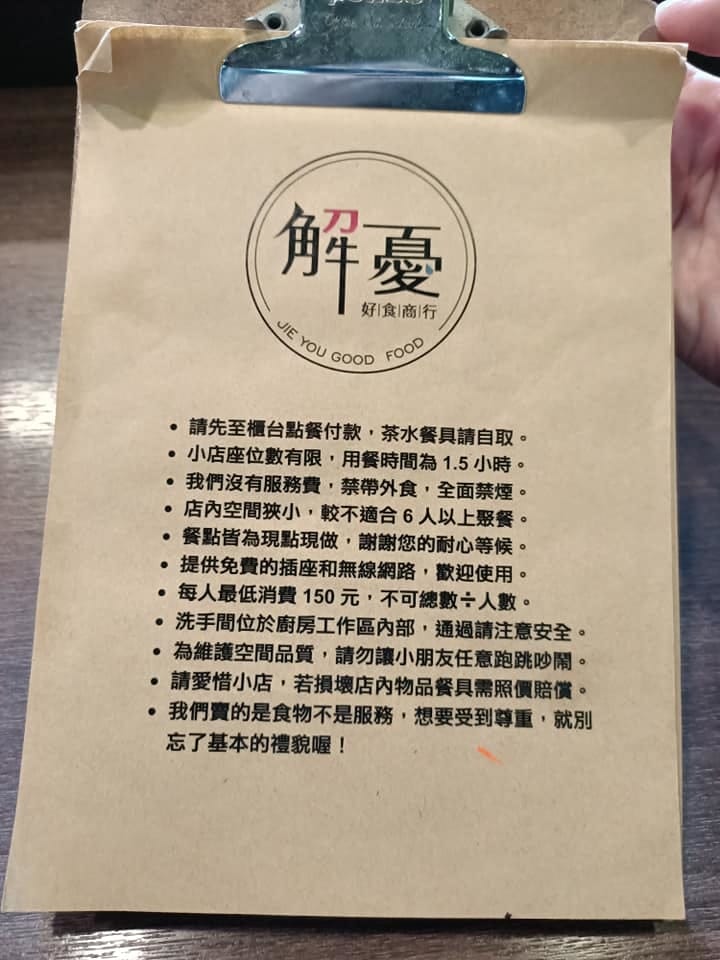 解憂
好|食|商|行
JIE YOU GOOD FOOD
• 請先至櫃台點餐付款，茶水餐具請自取。
• 小店座位數有限，用餐時間為 1.5 小時。
• 我們沒有服務費，禁帶外食，全面禁煙。
• 店內空間狹小，較不適合 6 人以上聚餐。
• 餐點皆為現點現做，謝謝您的耐心等候。
• 提供免費的插座和無線網路，歡迎使用。
• 每人最低消費 150 元，不可總數÷人數。
• 洗手間位於廚房工作區內部，通過請注意安全。
• 為維護空間品質，請勿讓小朋友任意跑跳吵鬧。
• 請愛惜小店，若損壞店內物品餐具需照價賠償。
• 我們賣的是食物不是服務，想要受到尊重，就別
忘了基本的禮貌喔！